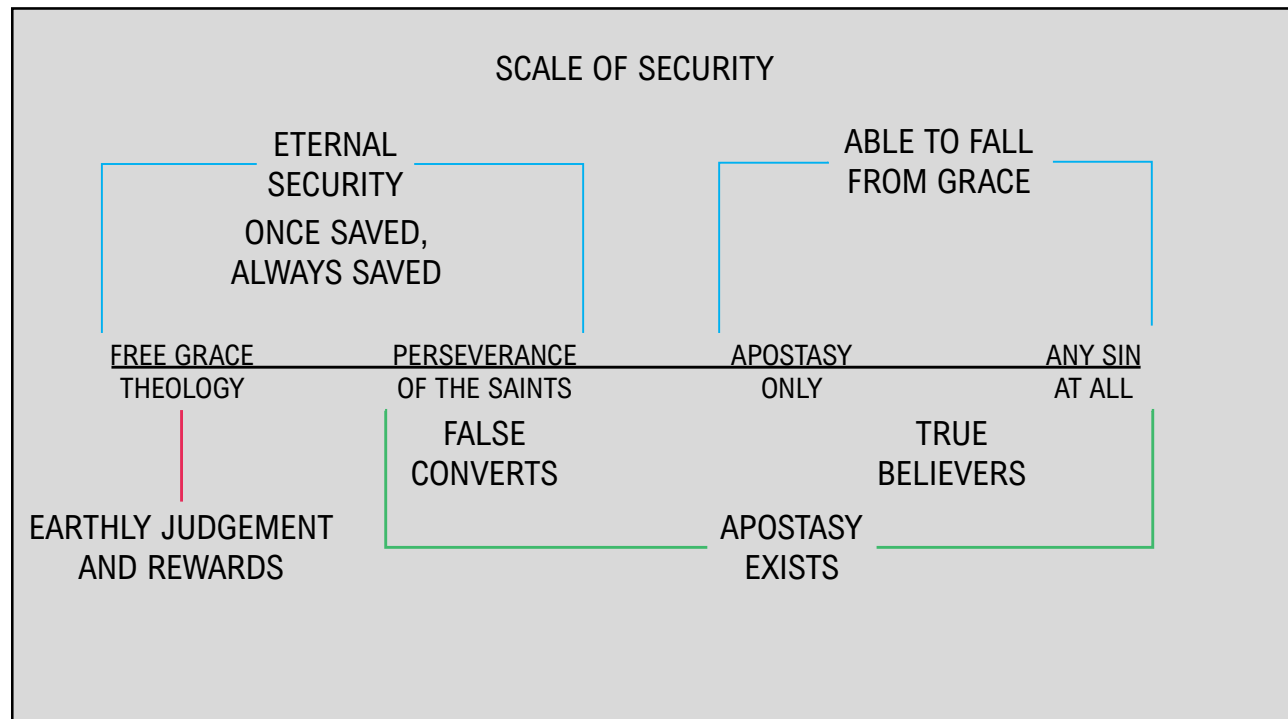 SCALE OF SECURITY
ETERNAL
SECURITY
ONCE SAVED,
ALWAYS SAVED
ABLE TO FALL
FROM GRACE
FREE GRACE
THEOLOGY
PERSEVERANCE
OF THE SAINTS
APOSTASY
ONLY
ANY SIN
AT ALL
FALSE
CONVERTS
TRUE
BELIEVERS
EARTHLY JUDGEMENT
AND REWARDS
APOSTASY
EXISTS